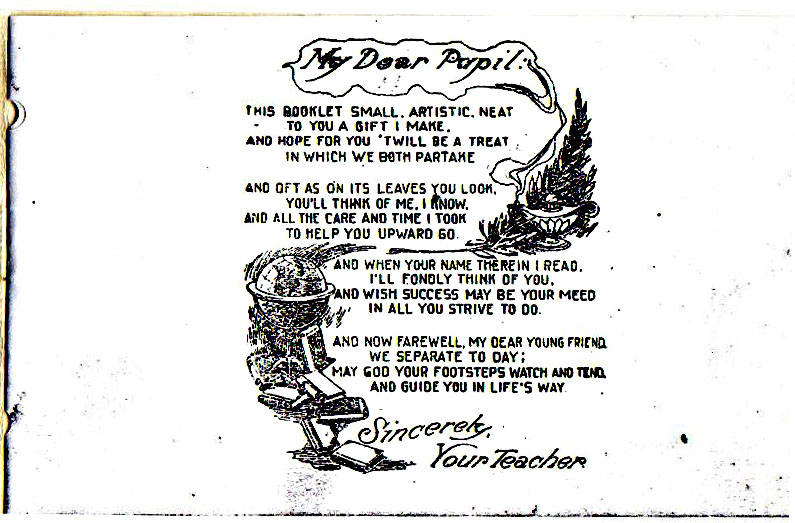 My Dear Pupil:
THIS BOOKLET SMALL, ARTISTIC, NEAT
TO YOU A GIFT I MAKE,
AND HOPE FOR YOU 'TWILL BE A TREAT
IN WHICH WE BOTH PARTAKE
AND OFT AS ON ITS LEAVES YOU LOOK,
YOU'LL THINK OF ME, I KNOW,
AND ALL THE CARE AND TIME I TOOK
TO HELP YOU UPWARD GO.
AND WHEN YOUR NAME THEREIN I READ,
I'LL FONDLY THINK OF YOU,
AND WISH SUCCESS MAY BE YOUR MEED
IN ALL YOU STRIVE TO DO.
AND NOW FAREWELL, MY DEAR YOUNG FRIEND,
WE SEPARATE TO DAY;
MAY GOD YOUR FOOTSTEPS WATCH AND TEND,
AND GUIDE YOU IN LIFE'S WAY.
Sincerely,
Your Teacher